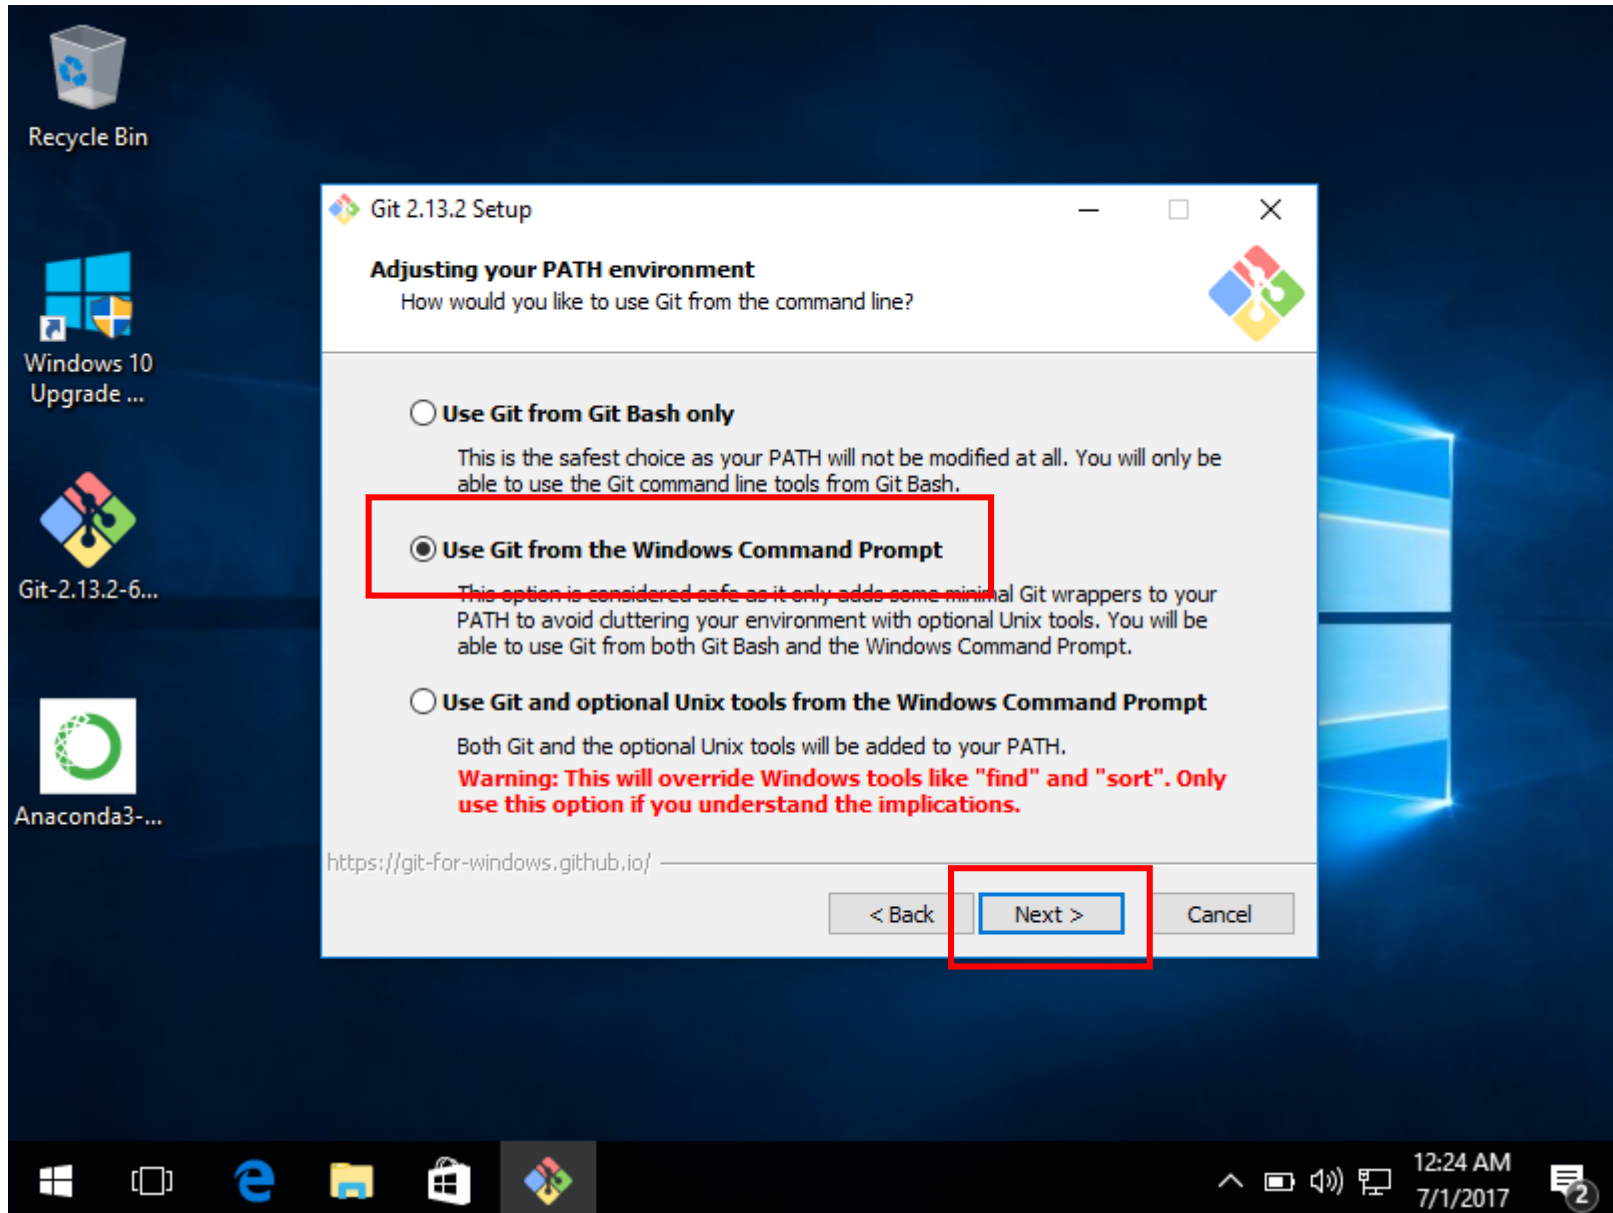 Recycle Bin
Windows 10
Upgrade ...
Git-2.13.2-6...
Anaconda3-...
Git 2.13.2 Setup
Adjusting your PATH environment
How would you like to use Git from the command line?
Use Git from Git Bash only
This is the safest choice as your PATH will not be modified at all. You will only be
able to use the Git command line tools from Git Bash.
Use Git from the Windows Command Prompt
This option is considered safe as it only adds some minimal Git wrappers to your
PATH to avoid cluttering your environment with optional Unix tools. You will be
able to use Git from both Git Bash and the Windows Command Prompt.
Use Git and optional Unix tools from the Windows Command Prompt
Both Git and the optional Unix tools will be added to your PATH.
Warning: This will override Windows tools like "find" and "sort". Only
use this option if you understand the implications.
https://git-for-windows.github.io/
< Back
Next >
Cancel
12:24 AM
7/1/2017
2